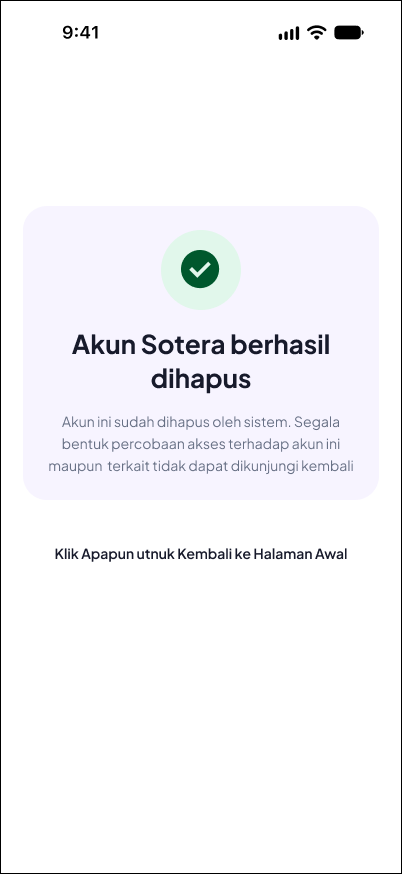 9:41
Akun Sotera berhasil
dihapus
Akun ini sudah dihapus oleh sistem. Segala
bentuk percobaan akses terhadap akun ini
maupun  terkait tidak dapat dikunjungi kembali
Klik Apapun utnuk Kembali ke Halaman Awal